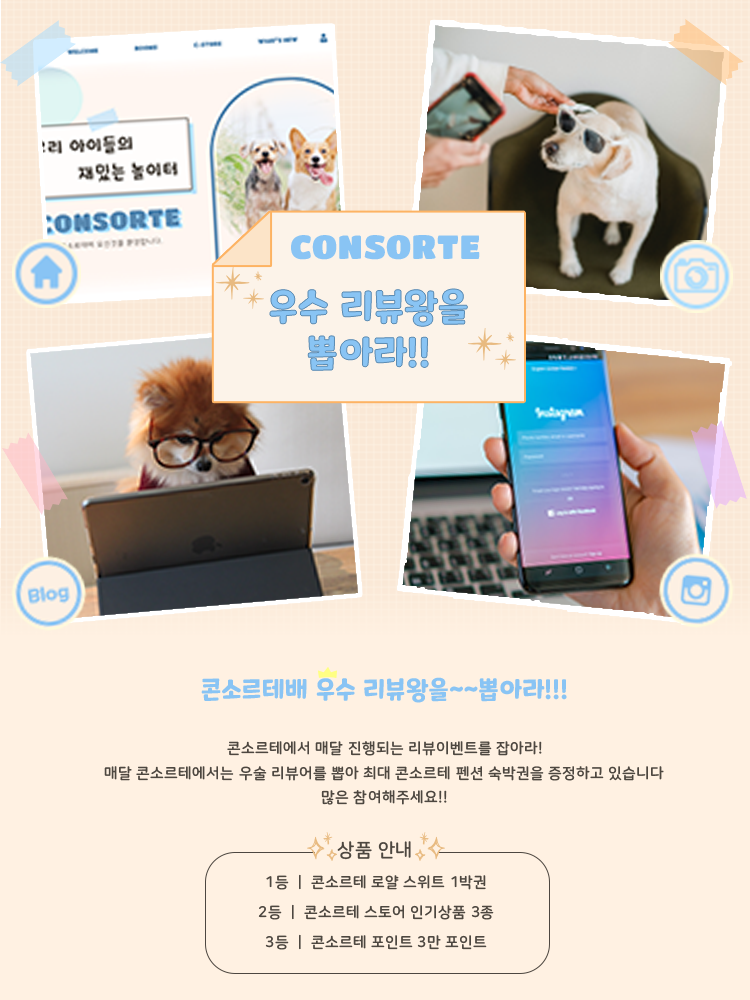 WELCOME ROOMS C-STORE WHAT'S NEW
우리 아이들의
재밌는 놀이터
CONSORTE
CONSORTE
우수 리뷰왕을
뽑아라!!
Instagram
Password
Blog
콘소르테배 우수 리뷰왕을~~뽑아라!!!
콘소르테에서 매달 진행되는 리뷰이벤트를 잡아라!
매달 콘소르테에서는 우술 리뷰어를 뽑아 최대 콘소르테 펜션 숙박권을 증정하고 있습니다
많은 참여해주세요!!
상품 안내
1등 | 콘소르테 로얄 스위트 1박권
2등 | 콘소르테 스토어 인기상품 3종
3등 | 콘소르테 포인트 3만 포인트